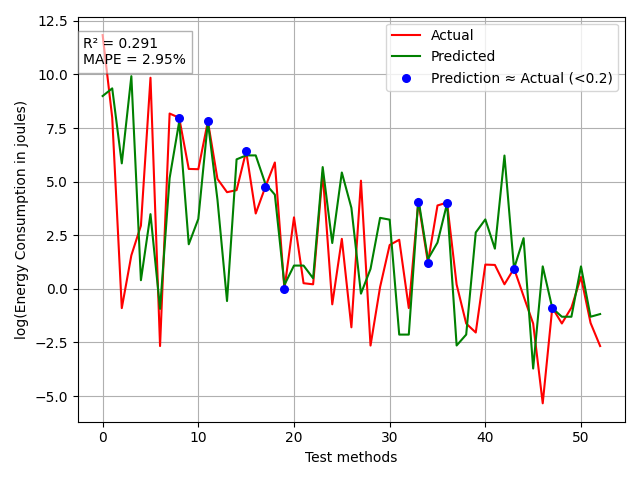 R² = 0.291
MAPE = 2.95%
Actual
Predicted
Prediction ≈ Actual (<0.2)
log(Energy Consumption in joules)
12.5
10.0
7.5
5.0
2.5
0.0
−2.5
−5.0
0 10 20 30 40 50
Test methods